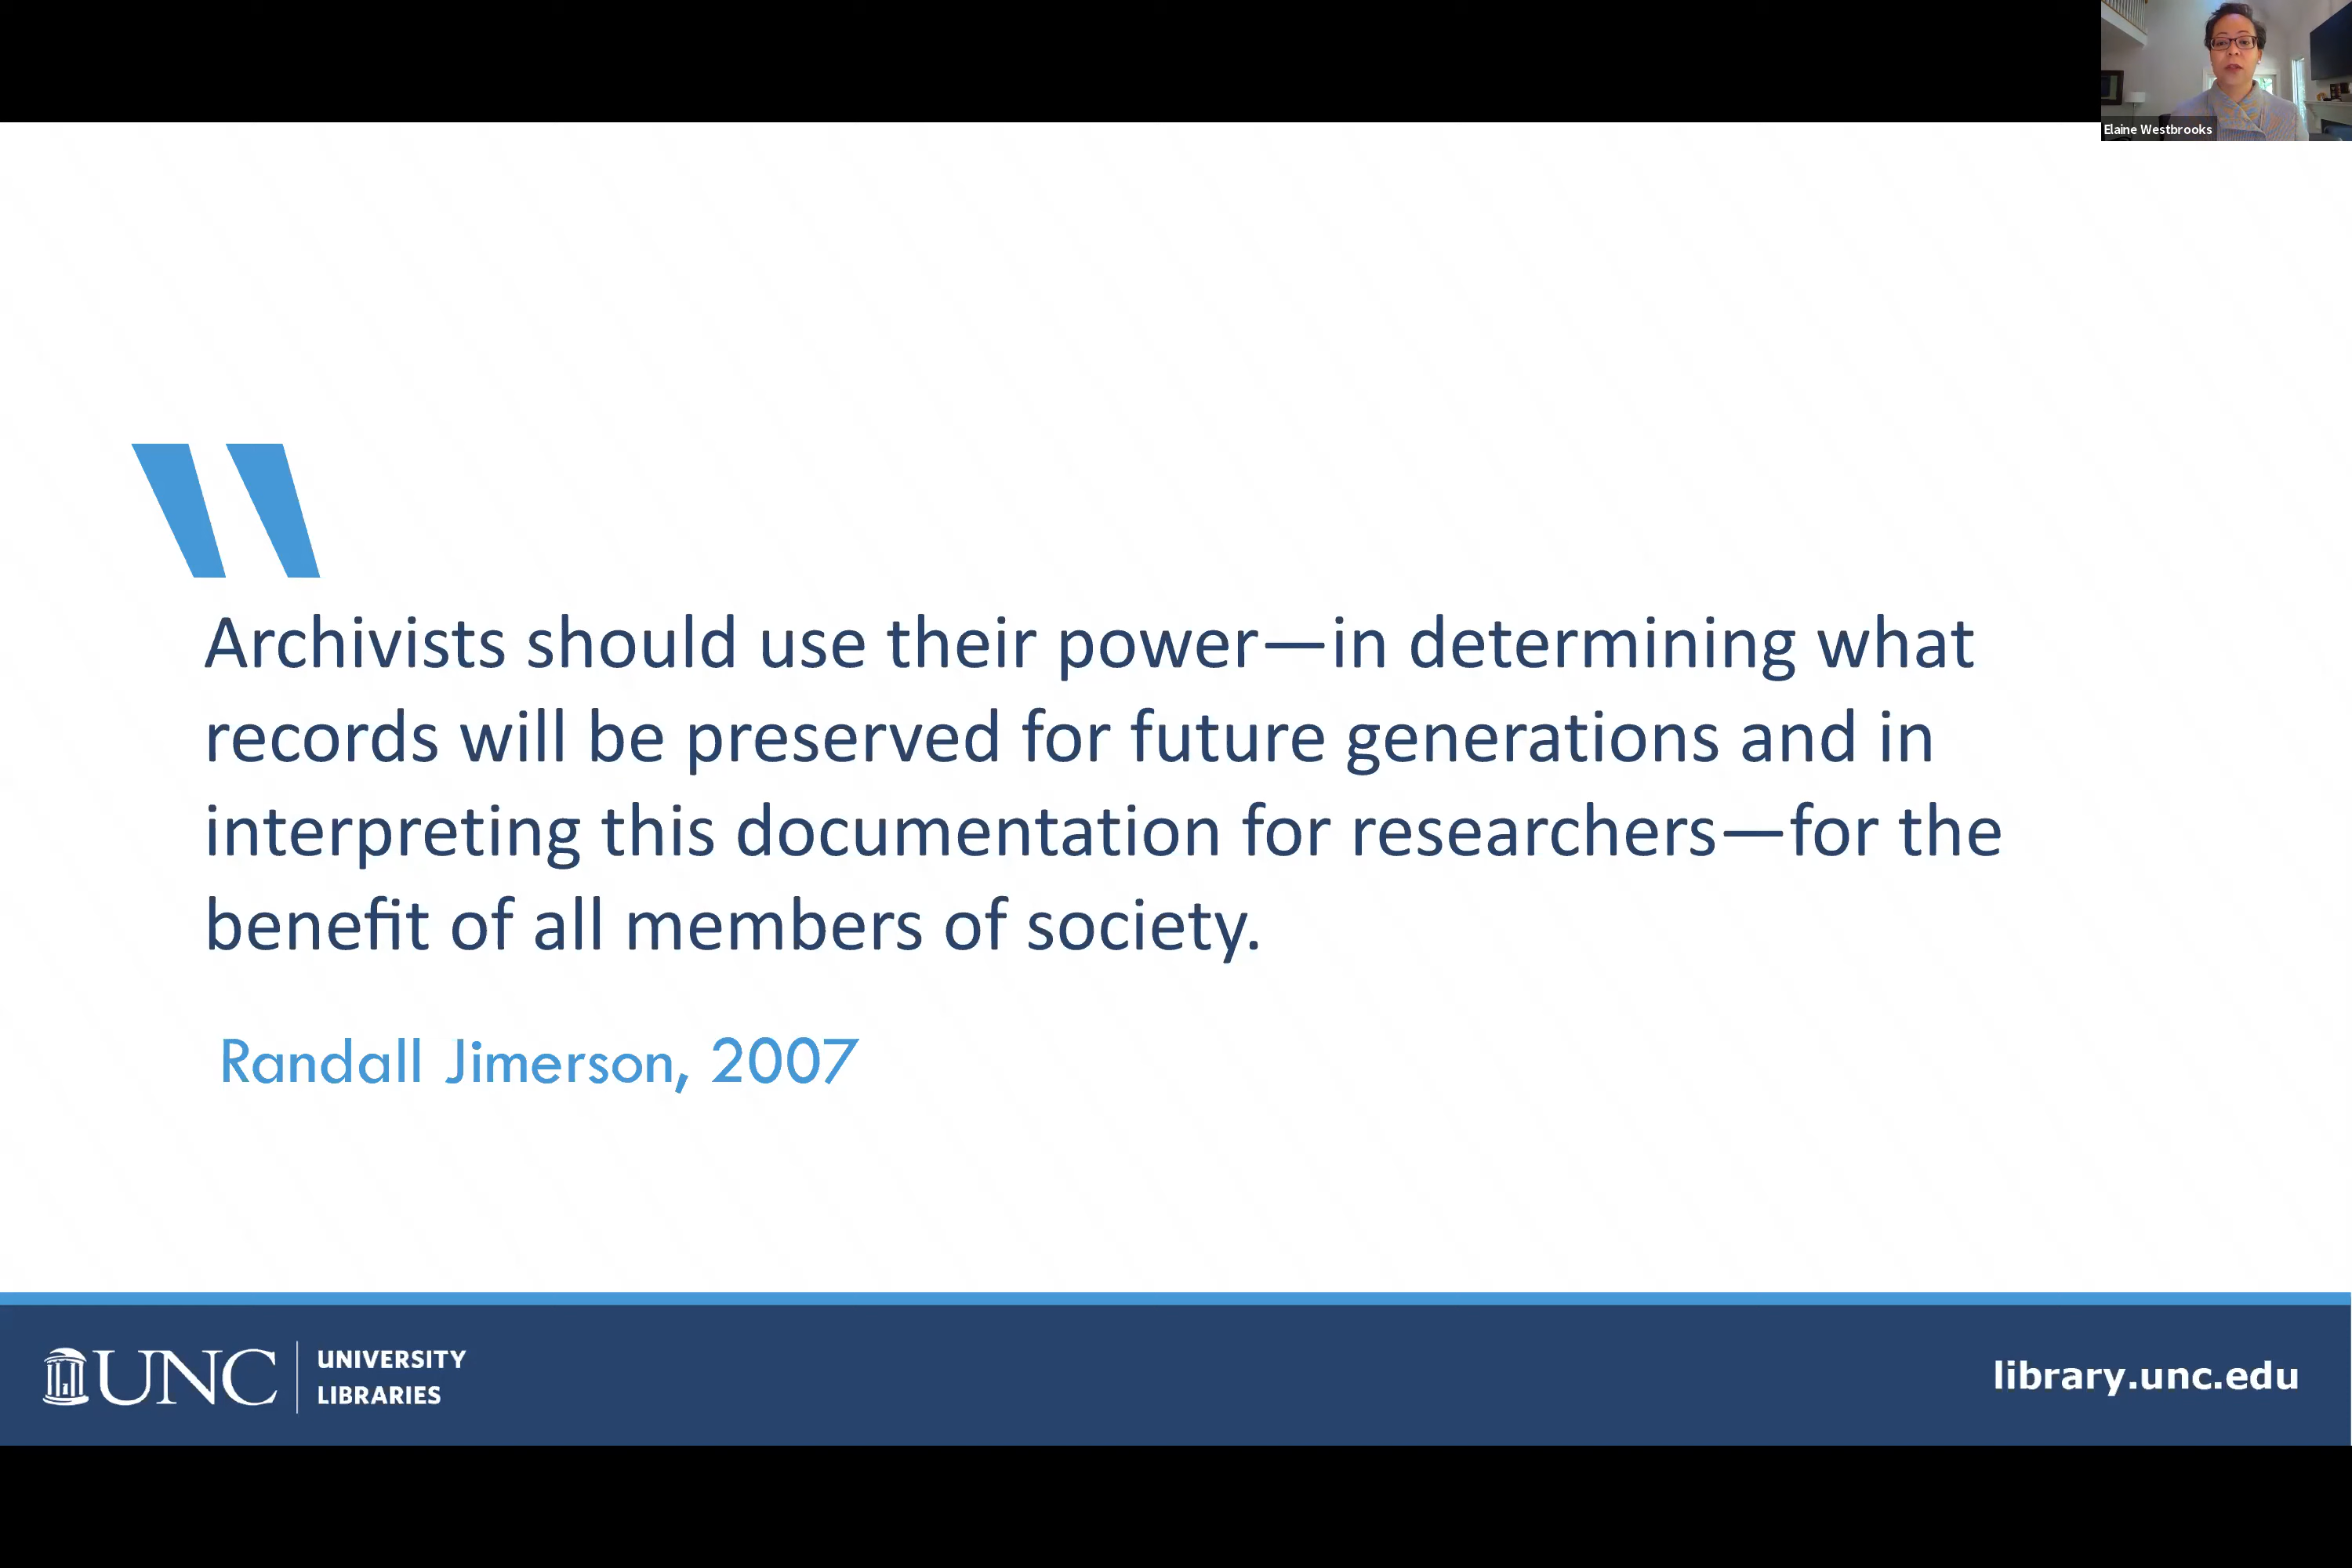 Elaine Westbrooks
Archivists should use their power—in determining what
records will be preserved for future generations and in
interpreting this documentation for researchers—for the
benefit of all members of society.
Randall Jimerson, 2007
UNC
UNIVERSITY
LIBRARIES
library.unc.edu